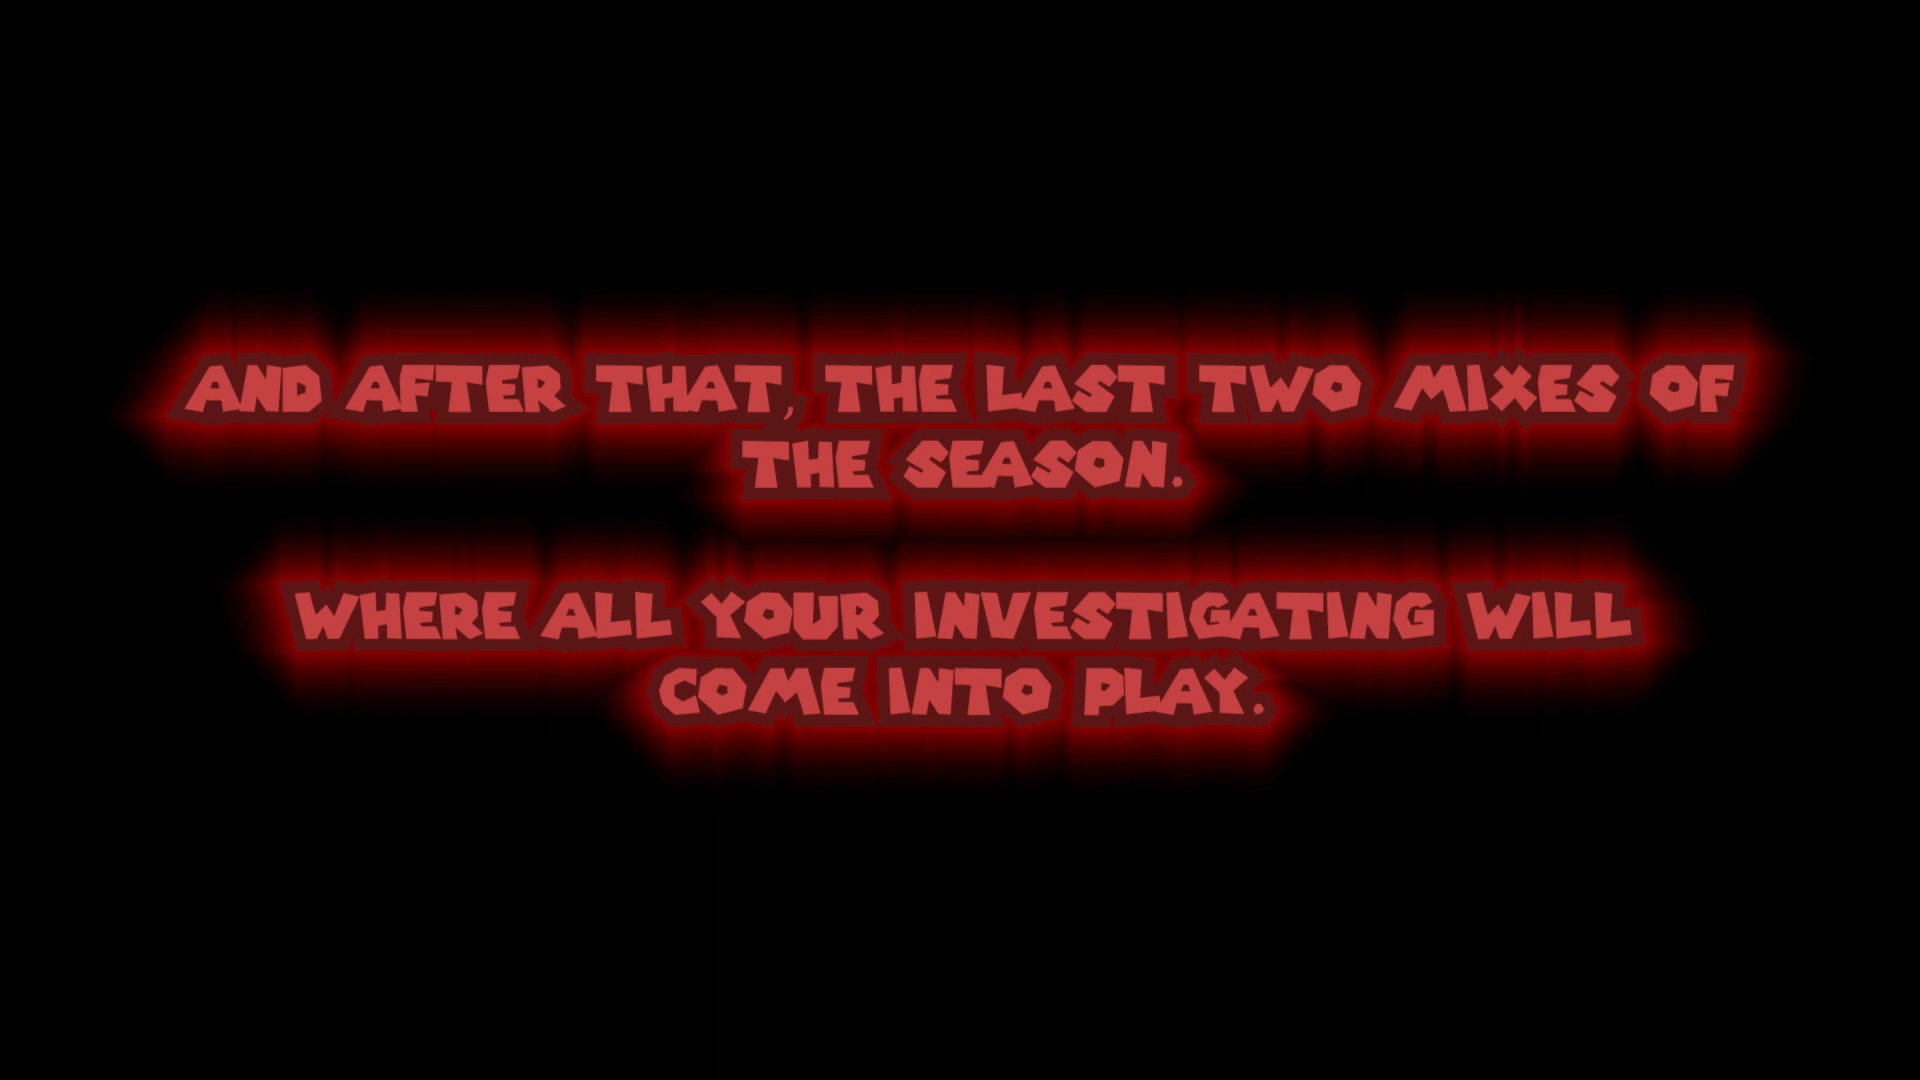 AND AFTER THAT, THE LAST TWO MIXES OF
THE SEASON.
WHERE ALL YOUR INVESTIGATING WILL
COME INTO PLAY.